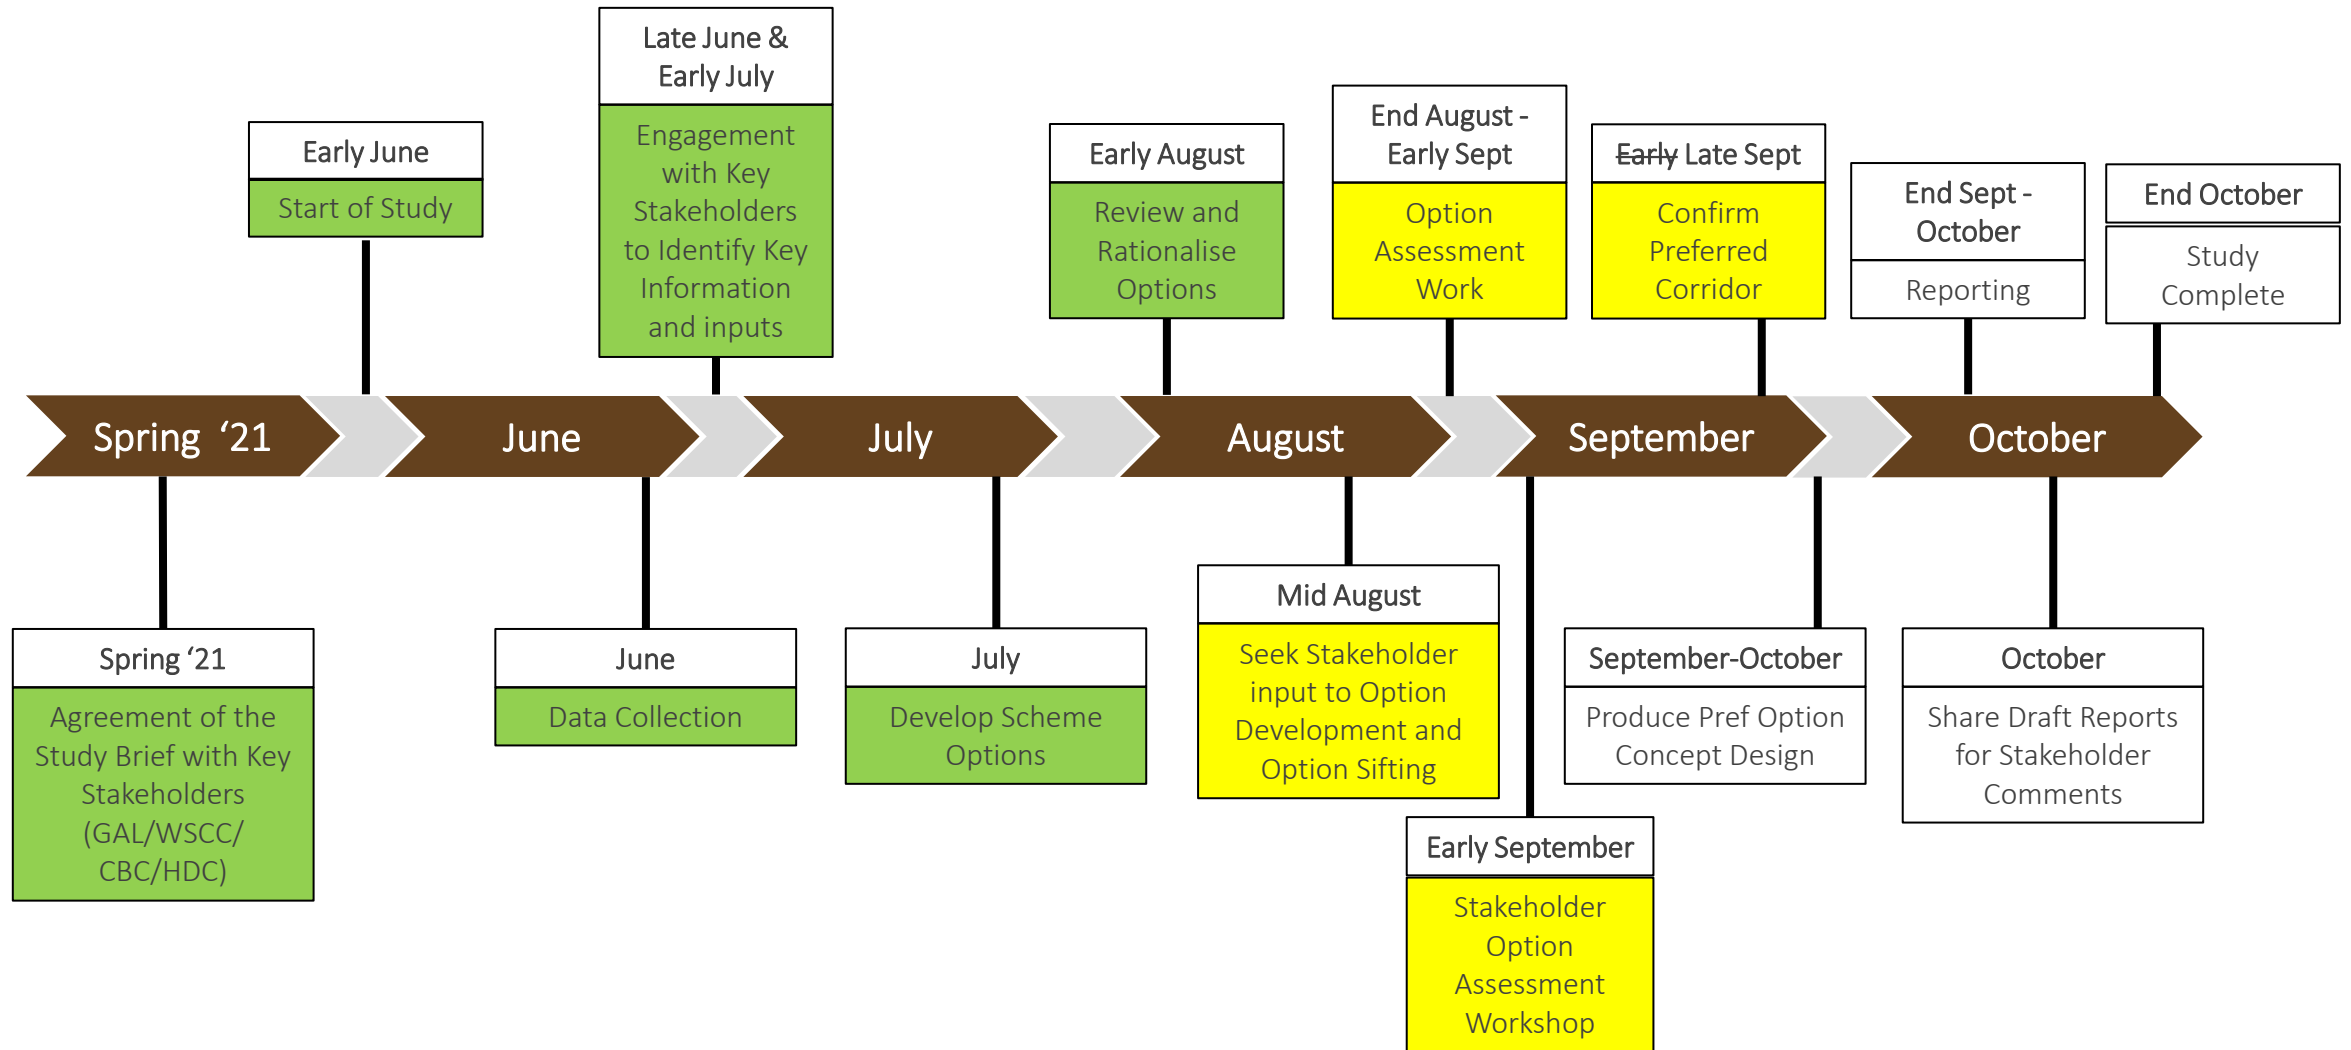 Late June &
Early July
Engagement
with Key
Stakeholders
to Identify Key
Information
and inputs
Early June
Start of Study
Early August
Review and
Rationalise
Options
End August -
Early Sept
Option
Assessment
Work
Early Late Sept
Confirm
Preferred
Corridor
End Sept -
October
Reporting
End October
Study
Complete
Spring ‘21
June
July
August
September
October
Spring ‘21
Agreement of the
Study Brief with Key
Stakeholders
(GAL/WSCC/
CBC/HDC)
June
Data Collection
July
Develop Scheme
Options
Mid August
Seek Stakeholder
input to Option
Development and
Option Sifting
Early September
Stakeholder
Option
Assessment
Workshop
September-October
Produce Pref Option
Concept Design
October
Share Draft Reports
for Stakeholder
Comments